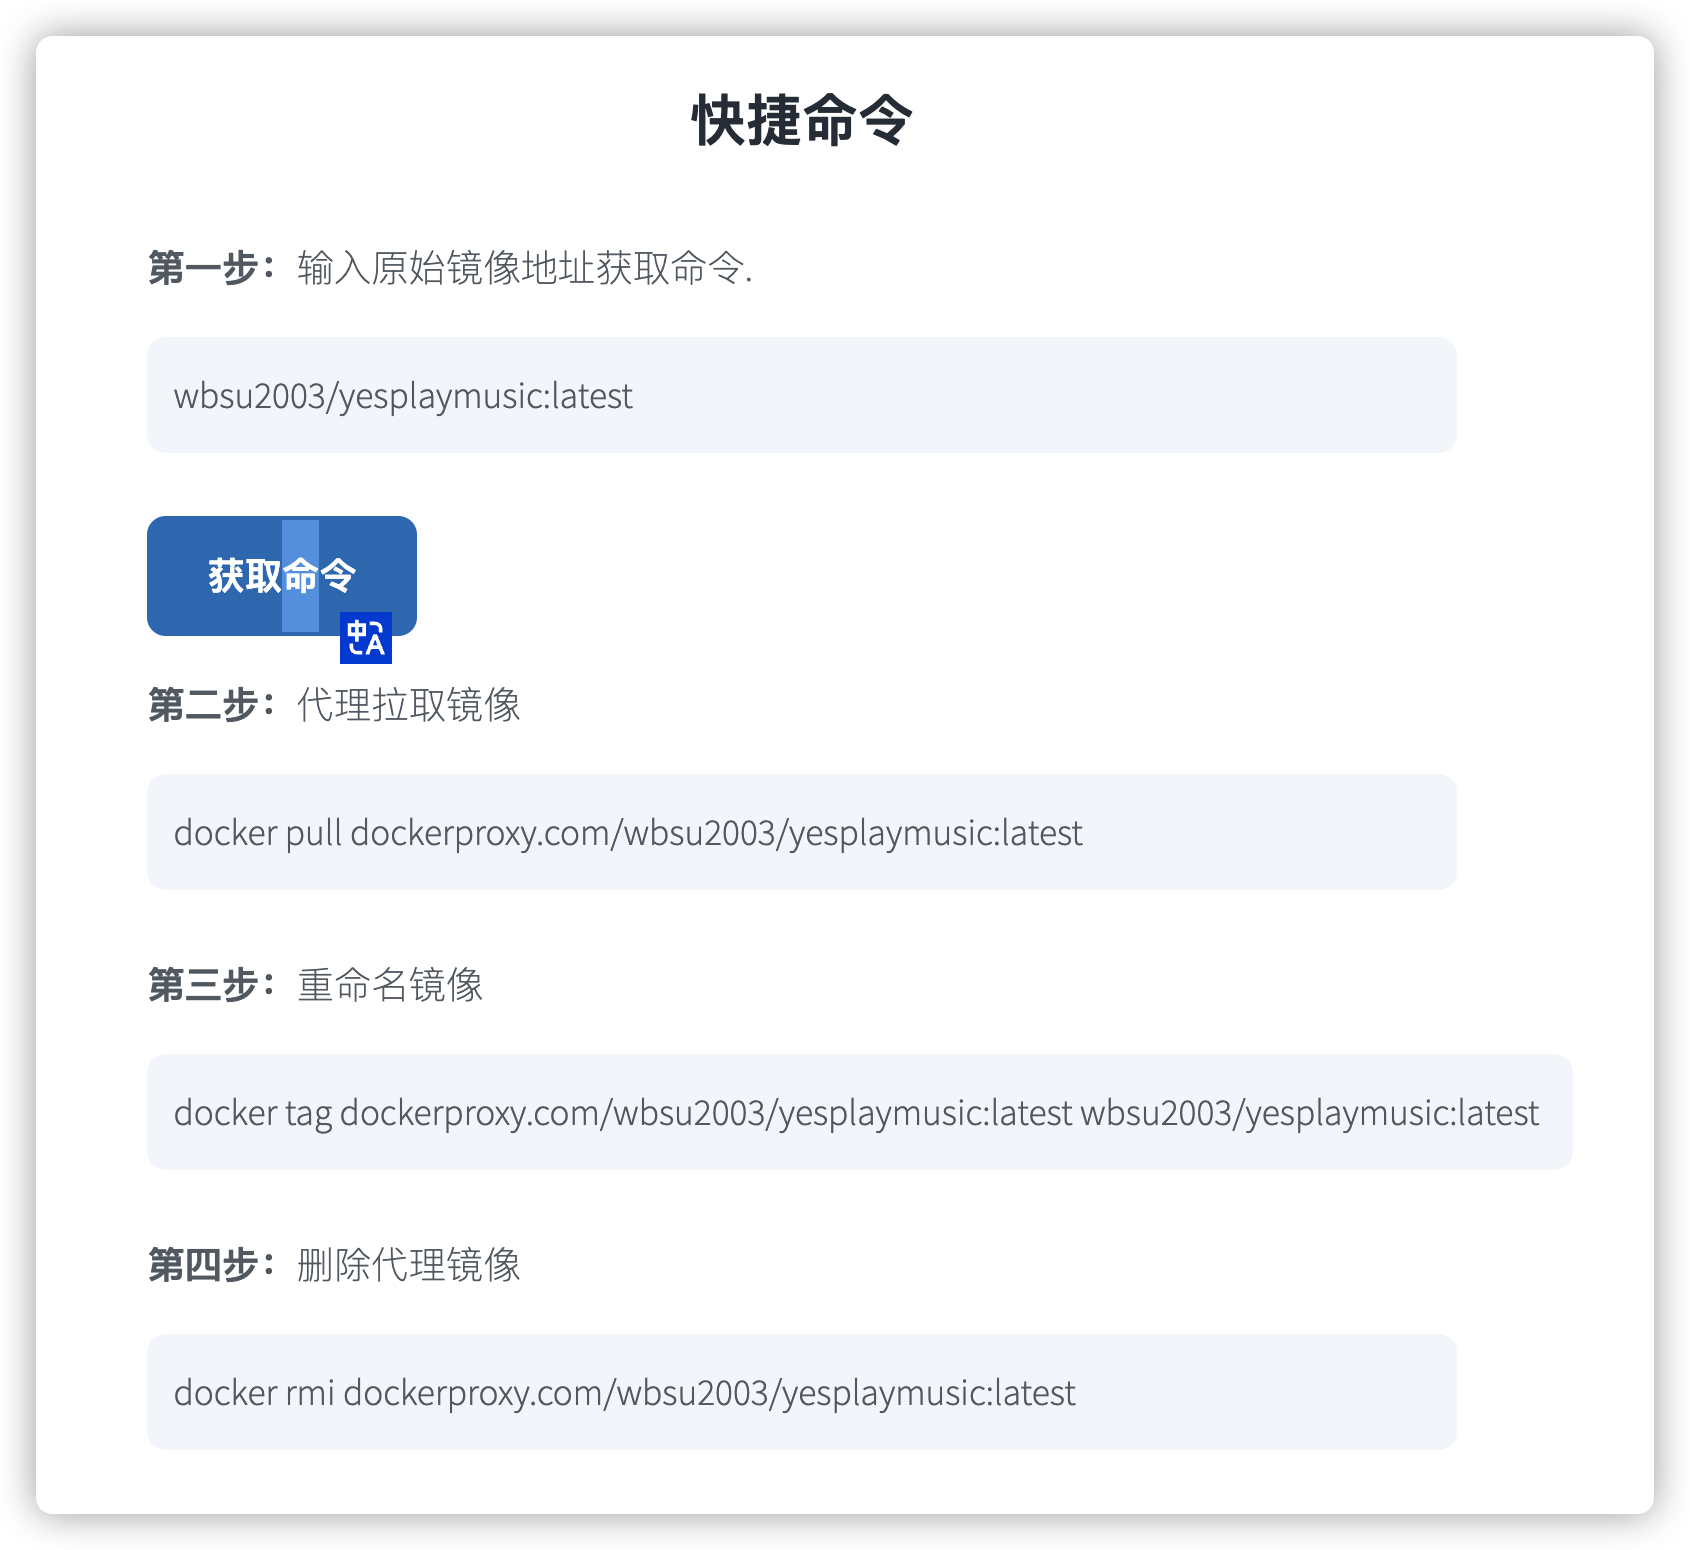 快捷命令
第一步：输入原始镜像地址获取命令.
wbsu2003/yesplaymusic:latest
获取命令
中A
第二步：代理拉取镜像
docker pull dockerproxy.com/wbsu2003/yesplaymusic:latest
第三步：重命名镜像
docker tag dockerproxy.com/wbsu2003/yesplaymusic:latest wbsu2003/yesplaymusic:latest
第四步：删除代理镜像
docker rmi dockerproxy.com/wbsu2003/yesplaymusic:latest